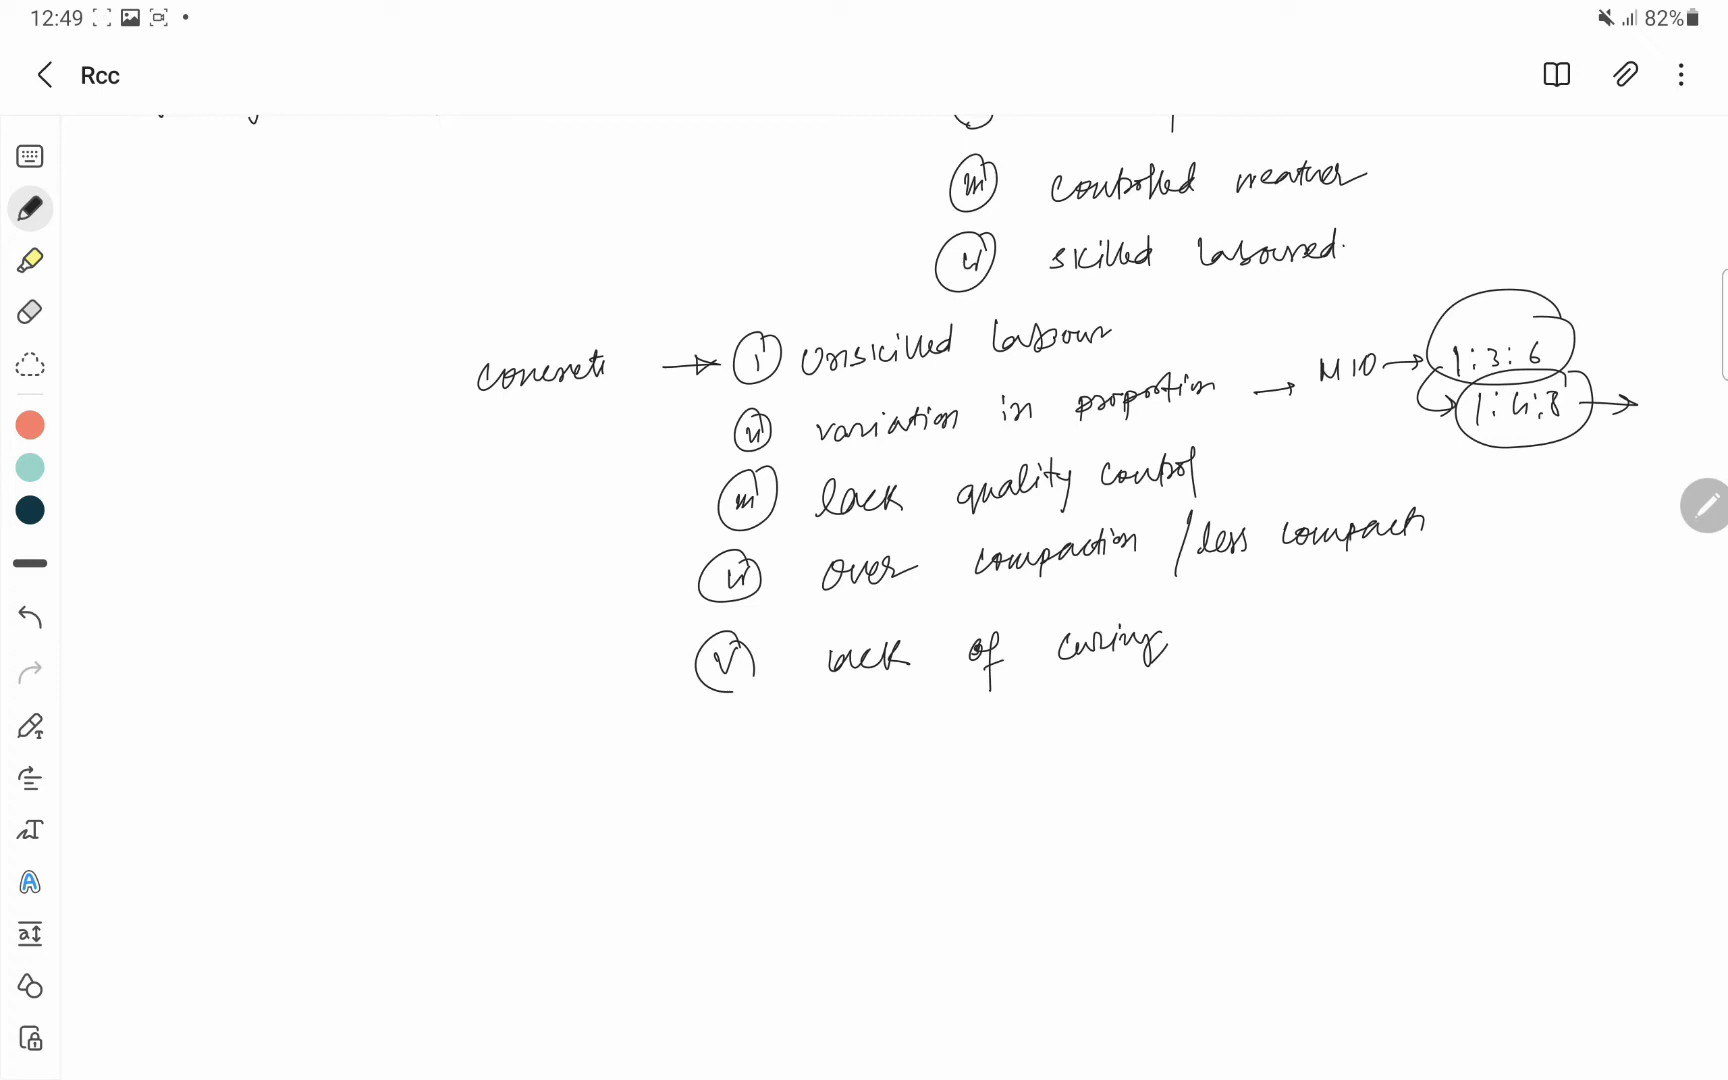 12:49 82%
Rcc
(iii) controlled weather
(iv) skilled laboured.
concrete → (i) unskilled labour
(ii) variation in proportion → M10 → 1:3:6
1:4:8 →
(iii) lack quality control
(iv) over compaction / less compact
(v) lack of curing